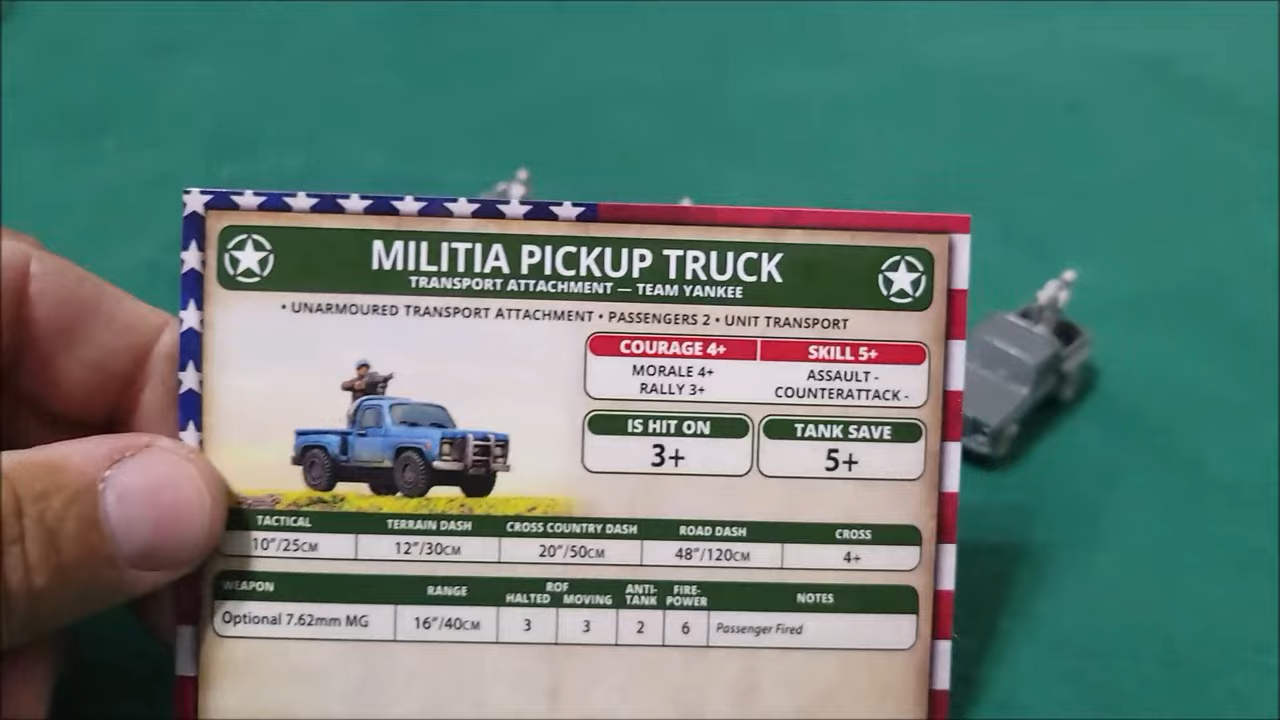 MILITIA PICKUP TRUCK
TRANSPORT ATTACHMENT — TEAM YANKEE
• UNARMOURED TRANSPORT ATTACHMENT • PASSENGERS 2 • UNIT TRANSPORT
COURAGE 4+ SKILL 5+
MORALE 4+ ASSAULT -
RALLY 3+ COUNTERATTACK -
IS HIT ON TANK SAVE
3+ 5+
TACTICAL TERRAIN DASH CROSS COUNTRY DASH ROAD DASH CROSS
10"/25CM 12"/30CM 20"/50CM 48"/120CM 4+
WEAPON RANGE ROF HALTED MOVING ANTI-TANK FIRE-POWER NOTES
Optional 7.62mm MG 16"/40CM 3 3 2 6 Passenger Fired